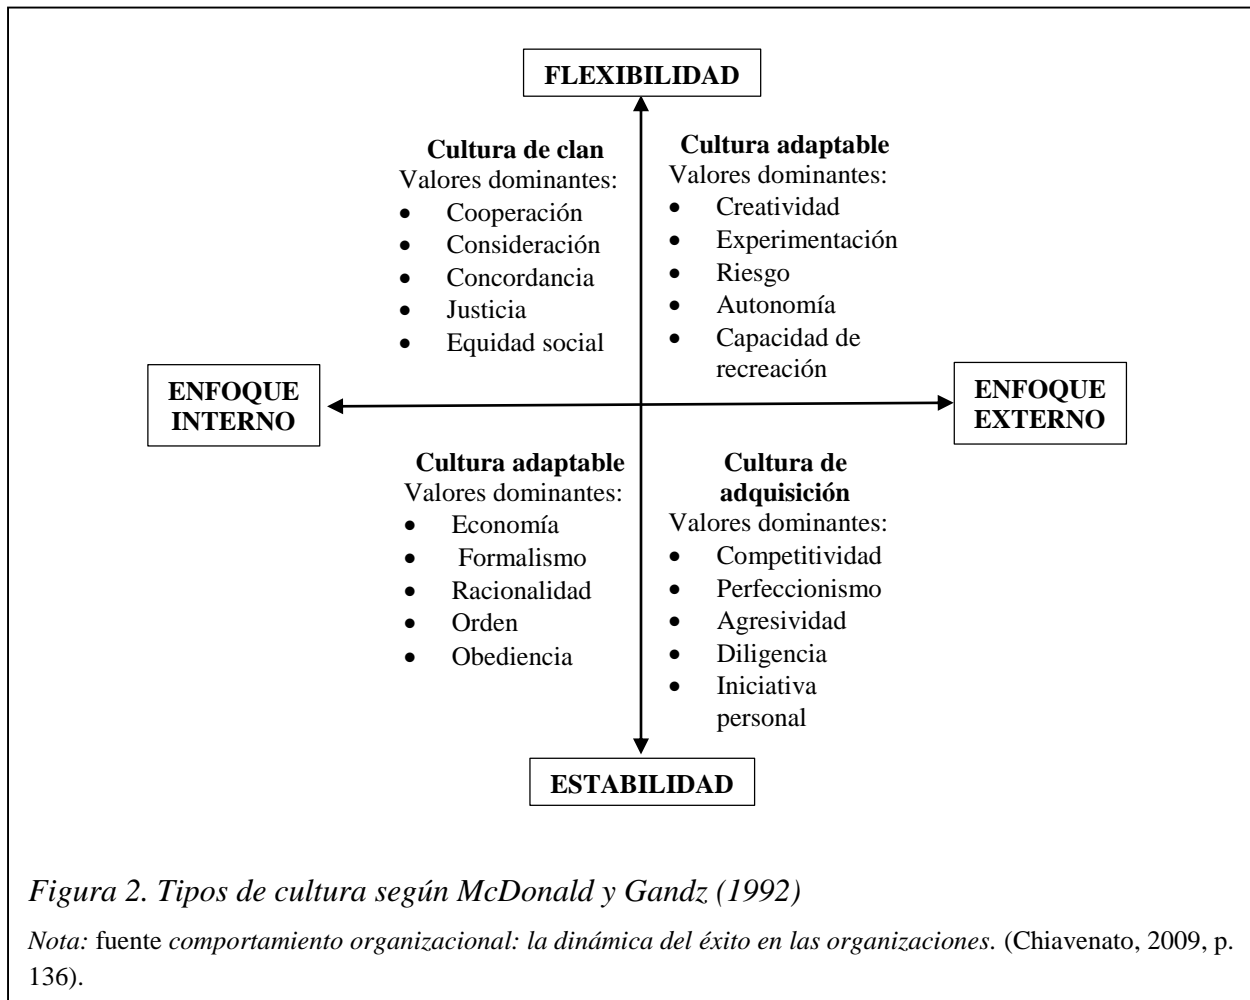 FLEXIBILIDAD
Cultura de clan
Valores dominantes:
• Cooperación
• Consideración
• Concordancia
• Justicia
• Equidad social
Cultura adaptable
Valores dominantes:
• Creatividad
• Experimentación
• Riesgo
• Autonomía
• Capacidad de
recreación
ENFOQUE
INTERNO
ENFOQUE
EXTERNO
Cultura adaptable
Valores dominantes:
• Economía
• Formalismo
• Racionalidad
• Orden
• Obediencia
Cultura de
adquisición
Valores dominantes:
• Competitividad
• Perfeccionismo
• Agresividad
• Diligencia
• Iniciativa
personal
ESTABILIDAD
Figura 2. Tipos de cultura según McDonald y Gandz (1992)
Nota: fuente comportamiento organizacional: la dinámica del éxito en las organizaciones. (Chiavenato, 2009, p.
136).